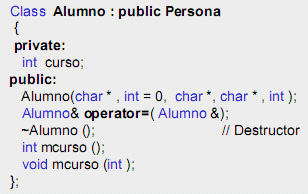 Class Alumno : public Persona
{
private:
int curso;
public:
Alumno(char * , int = 0, char *, char * , int );
Alumno& operator=( Alumno &);
~Alumno (); // Destructor
int mcurso ();
void mcurso (int );
};